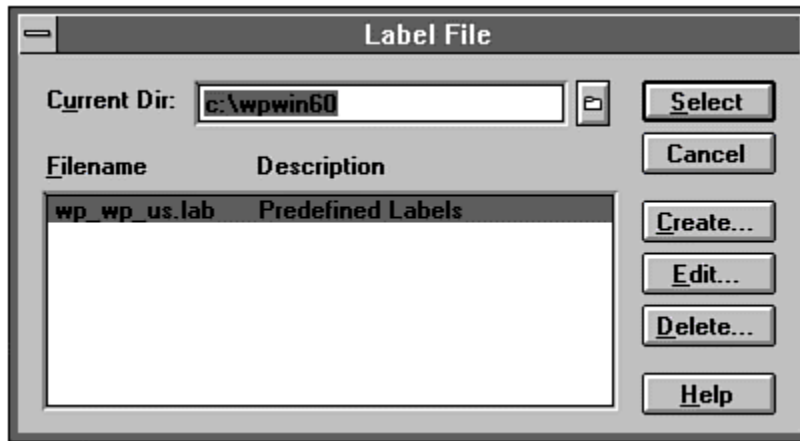 Label File
Current Dir: c:\wpwin60
Select
Cancel
Filename Description
wp_wp_us.lab Predefined Labels
Create...
Edit...
Delete...
Help